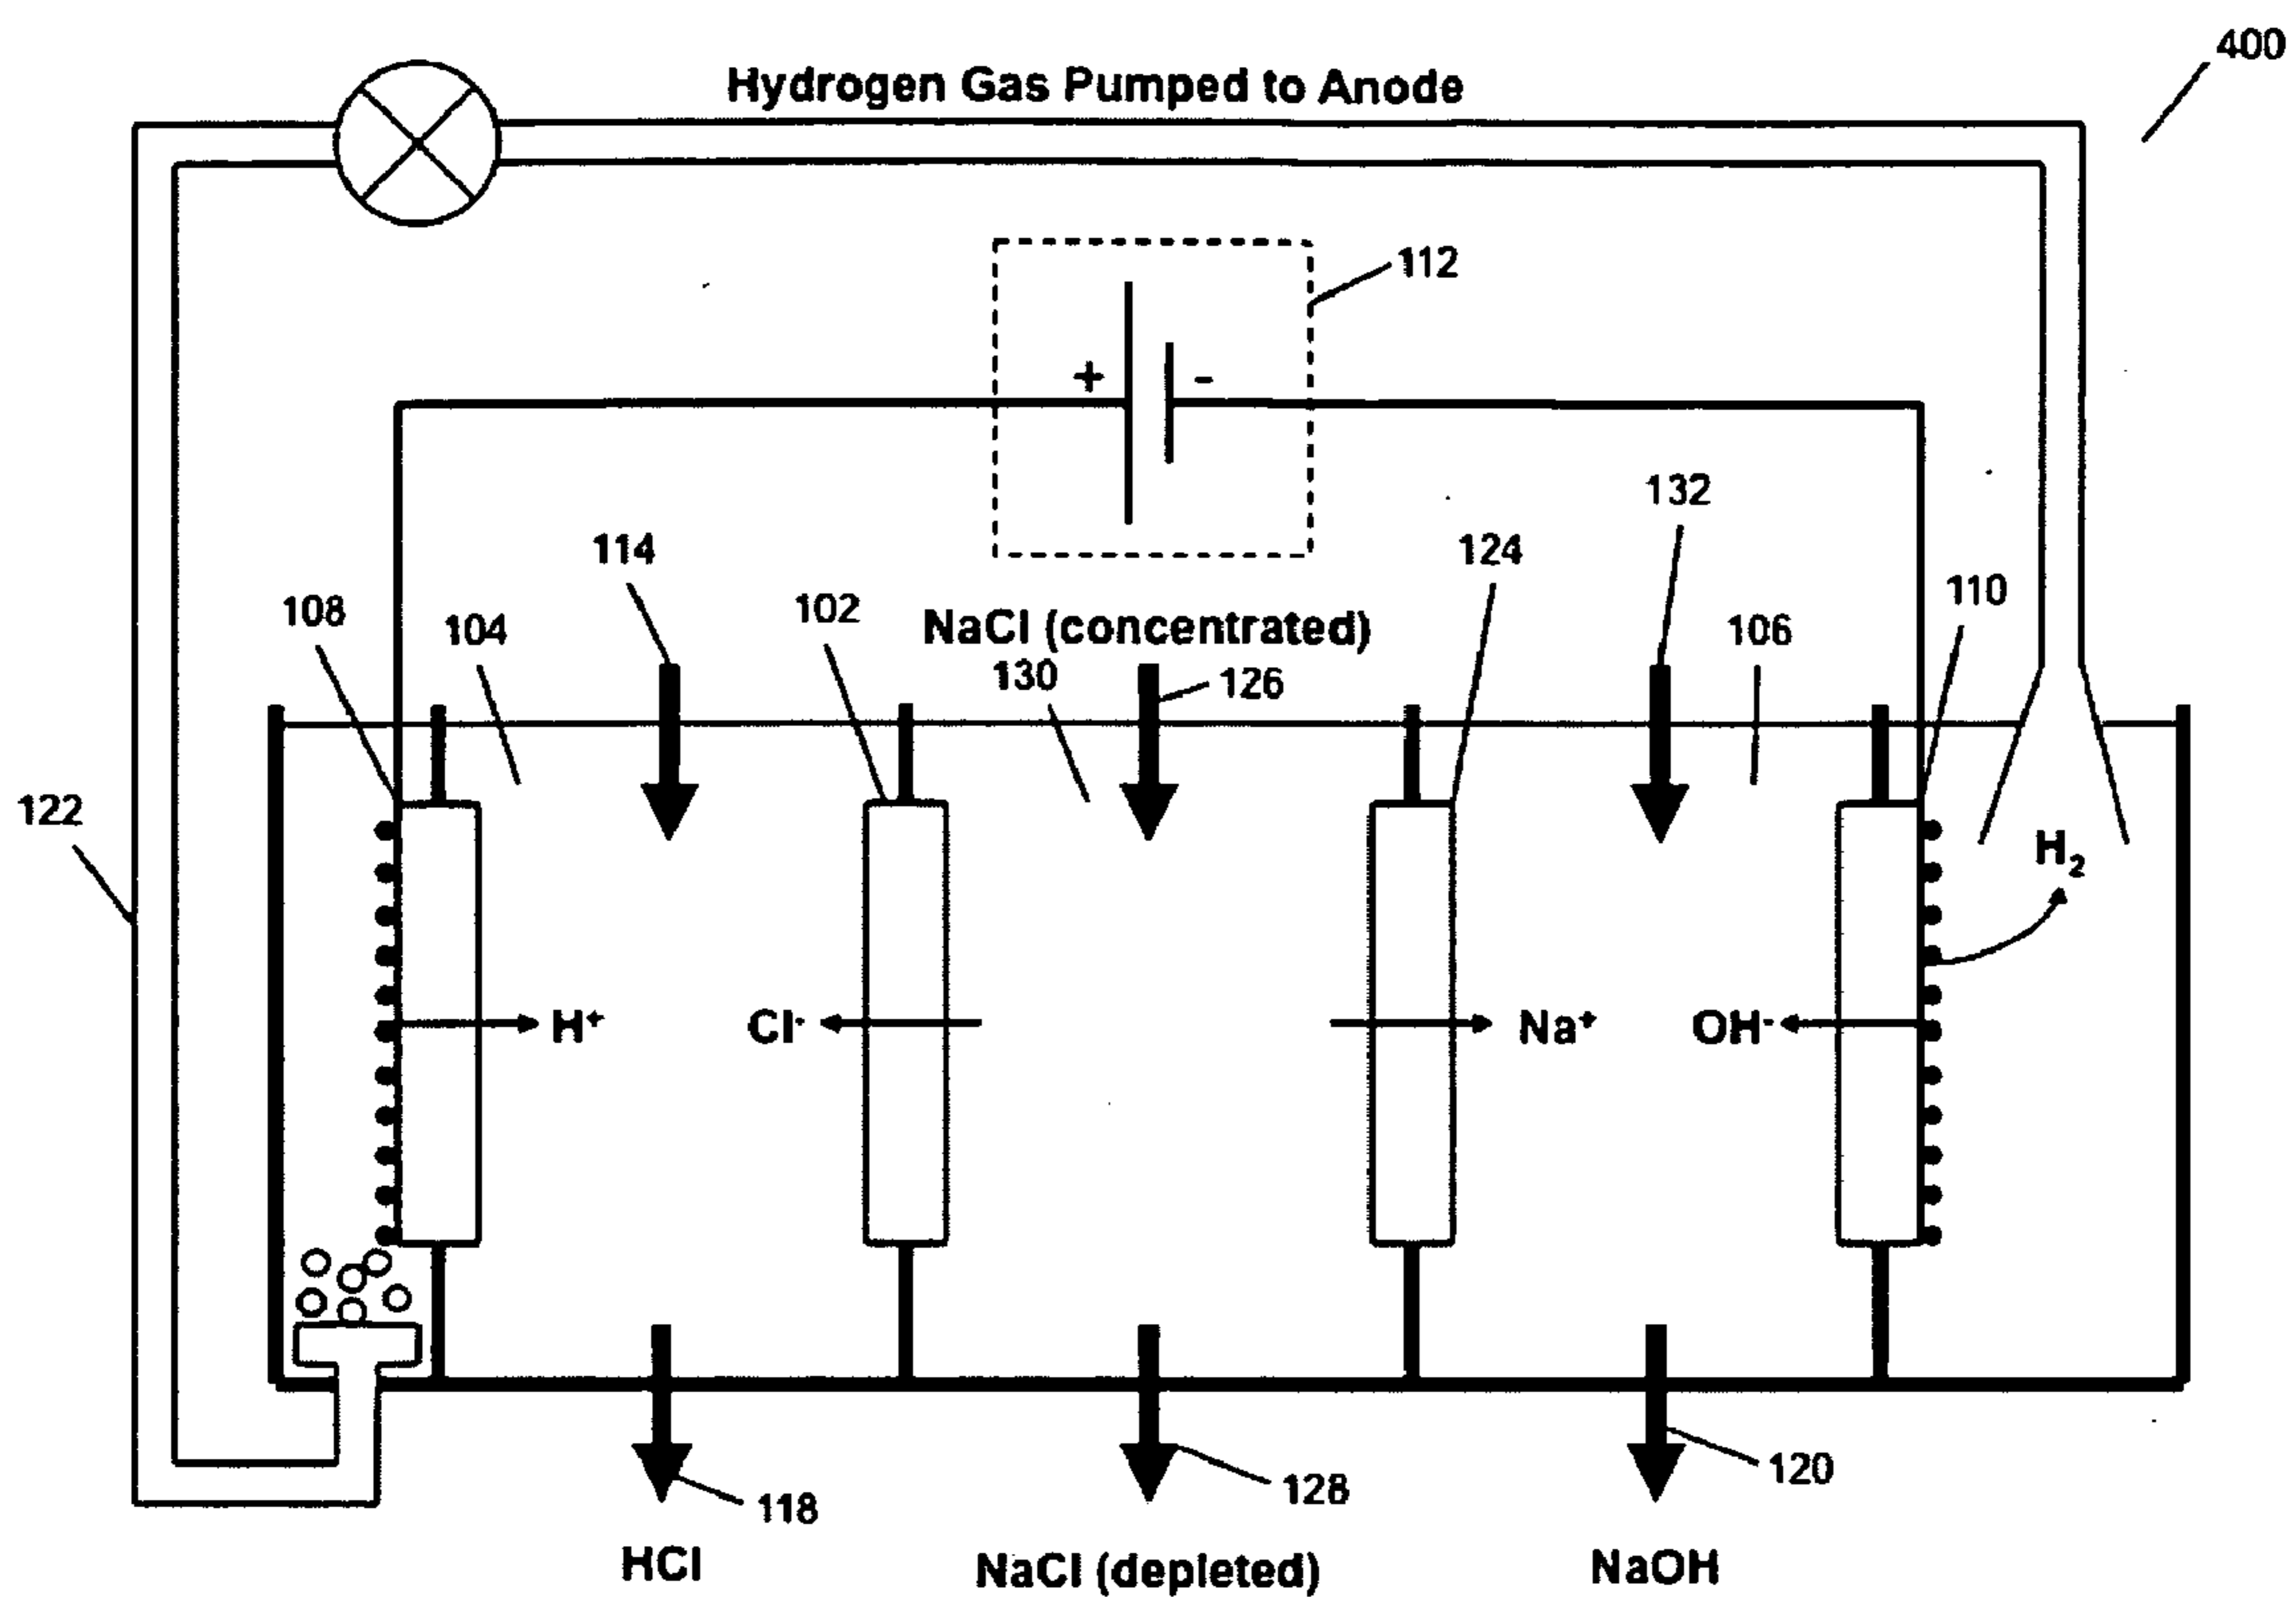 400
Hydrogen Gas Pumped to Anode
112
+ -
132
114
124
108
104
102
NaCl (concentrated)
106
110
130
126
122
H₂
H⁺
Cl⁻
Na⁺
OH⁻
118
128
120
HCl
NaCl (depleted)
NaOH